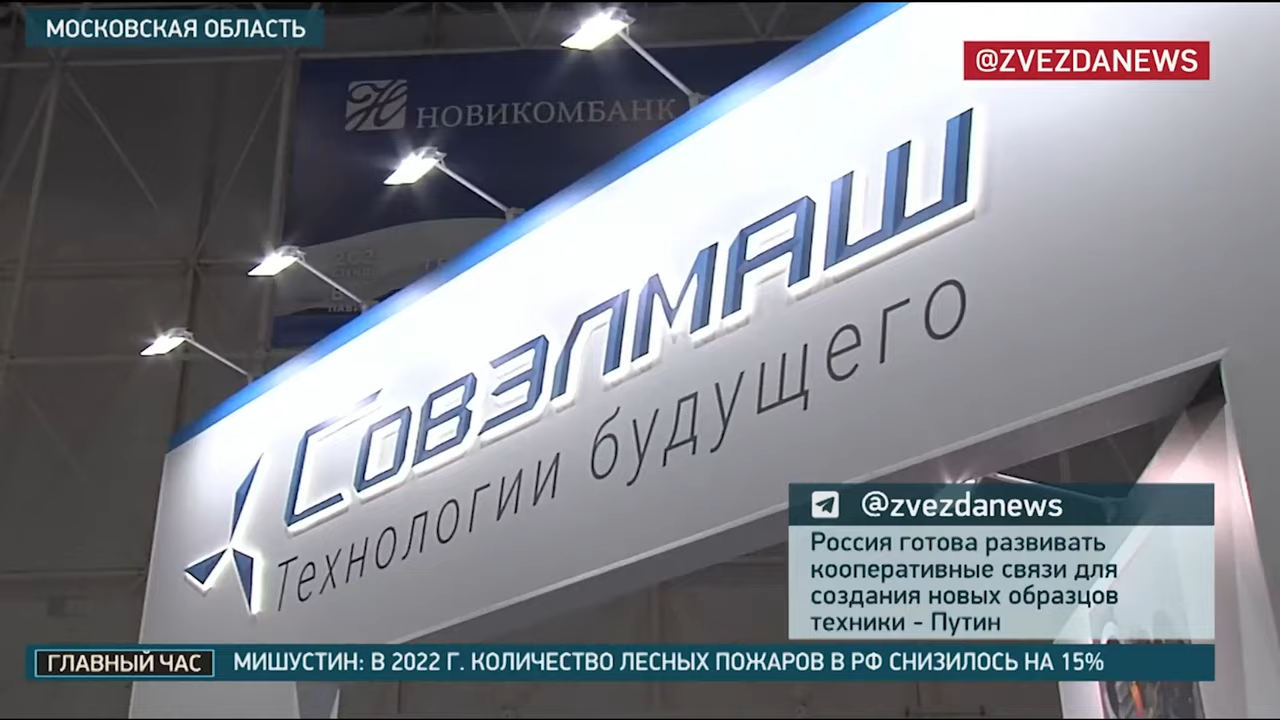 МОСКОВСКАЯ ОБЛАСТЬ
@ZVEZDANEWS
НОВИКОМБАНК
СОВЭЛМАШ
Технологии будущего
@zvezdanews
Россия готова развивать
кооперативные связи для
создания новых образцов
техники - Путин
ГЛАВНЫЙ ЧАС
МИШУСТИН: В 2022 Г. КОЛИЧЕСТВО ЛЕСНЫХ ПОЖАРОВ В РФ СНИЗИЛОСЬ НА 15%